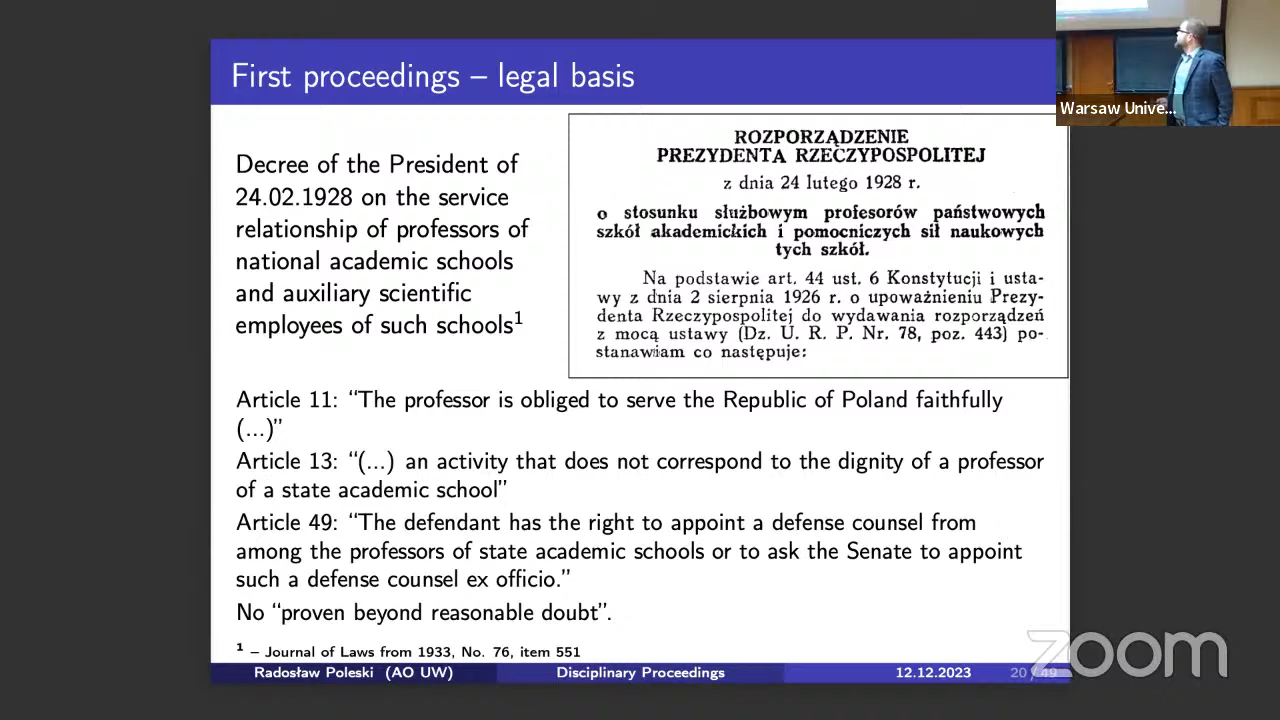 First proceedings – legal basis
Warsaw Unive...
Decree of the President of
24.02.1928 on the service
relationship of professors of
national academic schools
and auxiliary scientific
employees of such schools¹
ROZPORZĄDZENIE
PREZYDENTA RZECZYPOSPOLITEJ
z dnia 24 lutego 1928 r.
o stosunku służbowym profesorów państwowych
szkół akademickich i pomocniczych sił naukowych
tych szkół.
Na podstawie art. 44 ust. 6 Konstytucji i usta-
wy z dnia 2 sierpnia 1926 r. o upoważnieniu Prezy-
denta Rzeczypospolitej do wydawania rozporządzeń
z mocą ustawy (Dz. U. R. P. Nr. 78, poz. 443) po-
stanawiam co następuje:
Article 11: “The professor is obliged to serve the Republic of Poland faithfully
(...)”
Article 13: “(...) an activity that does not correspond to the dignity of a professor
of a state academic school”
Article 49: “The defendant has the right to appoint a defense counsel from
among the professors of state academic schools or to ask the Senate to appoint
such a defense counsel ex officio.”
No “proven beyond reasonable doubt”.
¹ – Journal of Laws from 1933, No. 76, item 551
Radosław Poleski (AO UW) Disciplinary Proceedings 12.12.2023 20 / 49
zoom